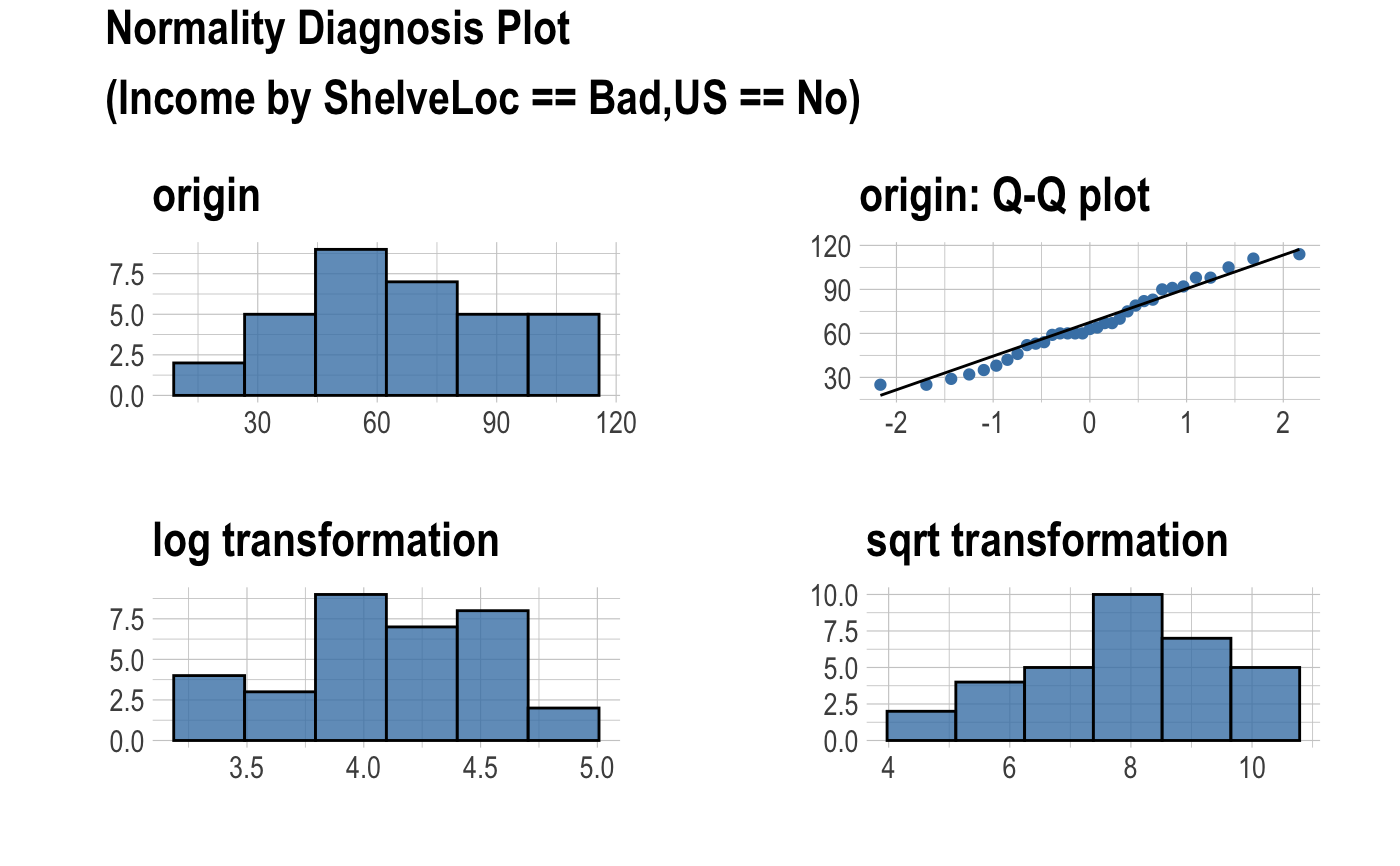 Normality Diagnosis Plot
(Income by ShelveLoc == Bad,US == No)
origin
7.5
5.0
2.5
0.0
30 60 90 120
origin: Q-Q plot
120
90
60
30
-2 -1 0 1 2
log transformation
7.5
5.0
2.5
0.0
3.5 4.0 4.5 5.0
sqrt transformation
10.0
7.5
5.0
2.5
0.0
4 6 8 10